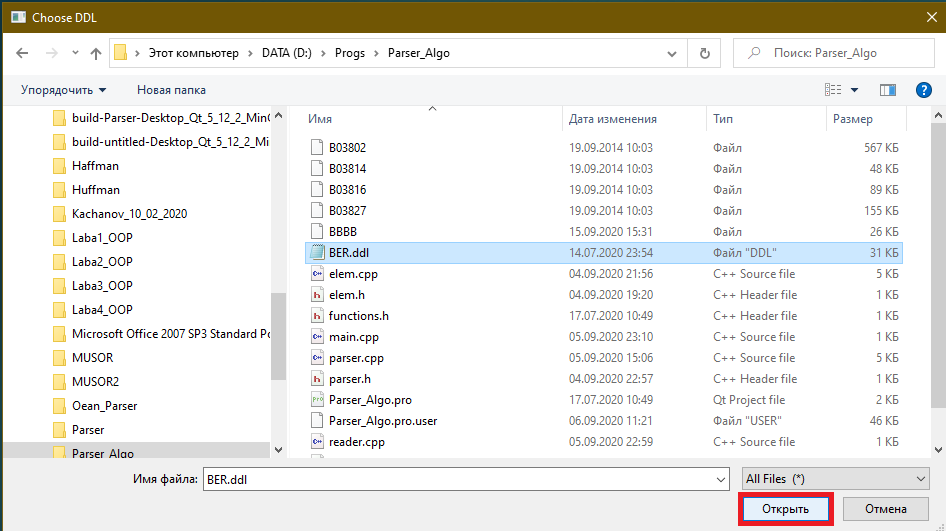 Choose DDL
Этот компьютер > DATA (D:) > Progs > Parser_Algo
Поиск: Parser_Algo
Упорядочить Новая папка
build-Parser-Desktop_Qt_5_12_2_Min
build-untitled-Desktop_Qt_5_12_2_Mi
Haffman
Huffman
Kachanov_10_02_2020
Laba1_OOP
Laba2_OOP
Laba3_OOP
Laba4_OOP
Microsoft Office 2007 SP3 Standard
MUSOR
MUSOR2
Oean_Parser
Parser
Parser_Algo
Имя Дата изменения Тип Размер
B03802 19.09.2014 10:03 Файл 567 КБ
B03814 19.09.2014 10:03 Файл 48 КБ
B03816 19.09.2014 10:03 Файл 89 КБ
B03827 19.09.2014 10:03 Файл 155 КБ
BBBB 15.09.2020 15:31 Файл 26 КБ
BER.ddl 14.07.2020 23:54 Файл "DDL" 31 КБ
elem.cpp 04.09.2020 21:56 C++ Source file 5 КБ
elem.h 04.09.2020 19:20 C++ Header file 1 КБ
functions.h 17.07.2020 10:49 C++ Header file 1 КБ
main.cpp 05.09.2020 23:10 C++ Source file 1 КБ
parser.cpp 05.09.2020 15:06 C++ Source file 5 КБ
parser.h 04.09.2020 22:57 C++ Header file 1 КБ
Parser_Algo.pro 17.07.2020 10:49 Qt Project file 2 КБ
Parser_Algo.pro.user 06.09.2020 11:21 Файл "USER" 46 КБ
reader.cpp 05.09.2020 22:59 C++ Source file 4 КБ
Имя файла: BER.ddl All Files (*)
Открыть Отмена